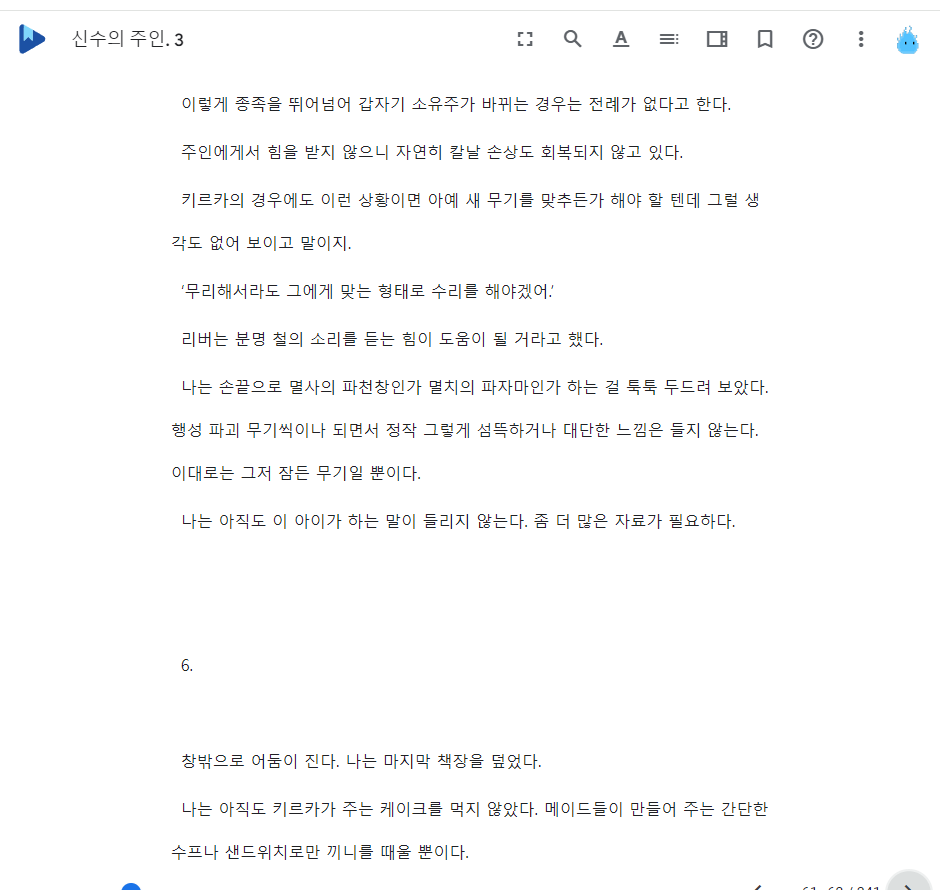 신수의 주인. 3
이렇게 종족을 뛰어넘어 갑자기 소유주가 바뀌는 경우는 전례가 없다고 한다.
주인에게서 힘을 받지 않으니 자연히 칼날 손상도 회복되지 않고 있다.
키르카의 경우에도 이런 상황이면 아예 새 무기를 맞추든가 해야 할 텐데 그럴 생
각도 없어 보이고 말이지.
‘무리해서라도 그에게 맞는 형태로 수리를 해야겠어.’
리버는 분명 철의 소리를 듣는 힘이 도움이 될 거라고 했다.
나는 손끝으로 멸사의 파천창인가 멸치의 파자마인가 하는 걸 툭툭 두드려 보았다.
행성 파괴 무기씩이나 되면서 정작 그렇게 섬뜩하거나 대단한 느낌은 들지 않는다.
이대로는 그저 잠든 무기일 뿐이다.
나는 아직도 이 아이가 하는 말이 들리지 않는다. 좀 더 많은 자료가 필요하다.
6.
창밖으로 어둠이 진다. 나는 마지막 책장을 덮었다.
나는 아직도 키르카가 주는 케이크를 먹지 않았다. 메이드들이 만들어 주는 간단한
수프나 샌드위치로만 끼니를 때울 뿐이다.